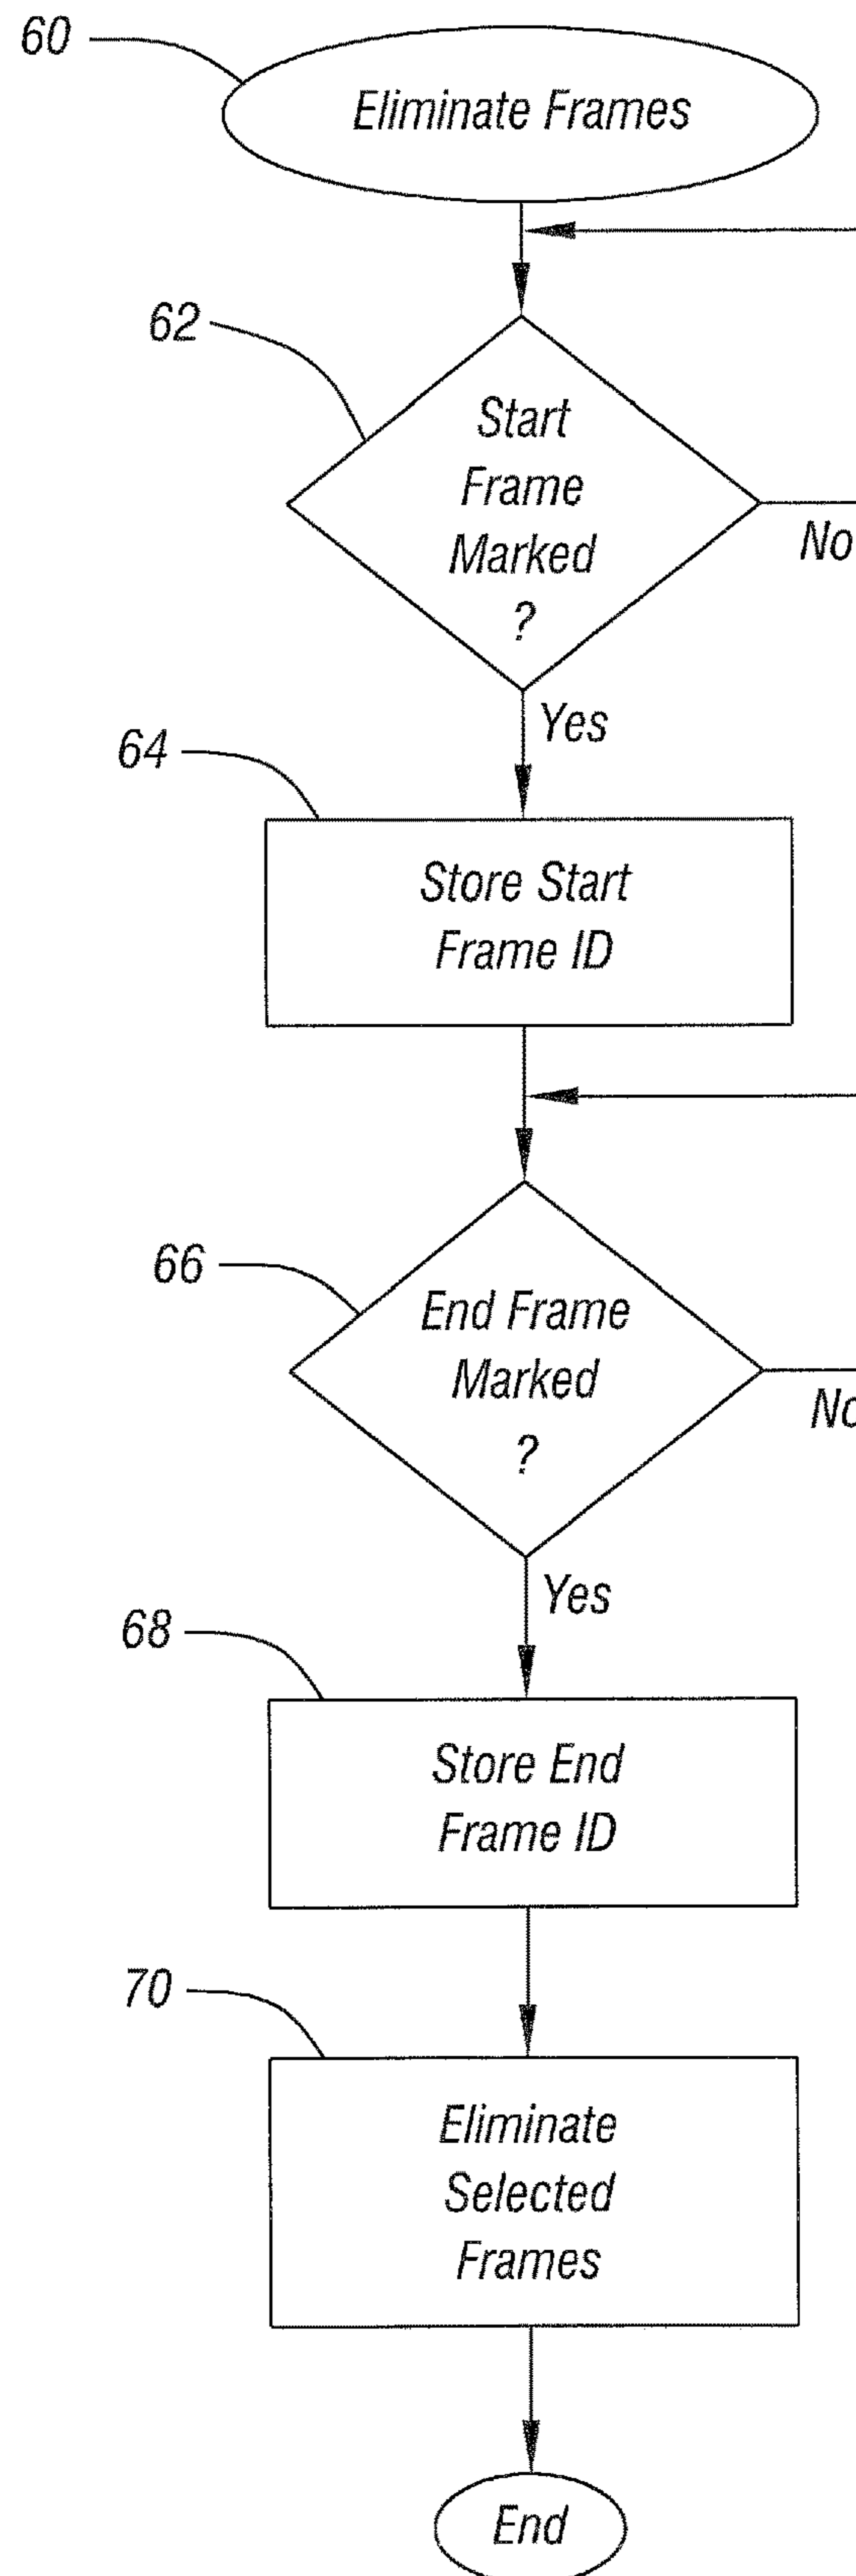 60
Eliminate Frames
62
Start
Frame
Marked
?
No
Yes
64
Store Start
Frame ID
66
End Frame
Marked
?
No
Yes
68
Store End
Frame ID
70
Eliminate
Selected
Frames
End